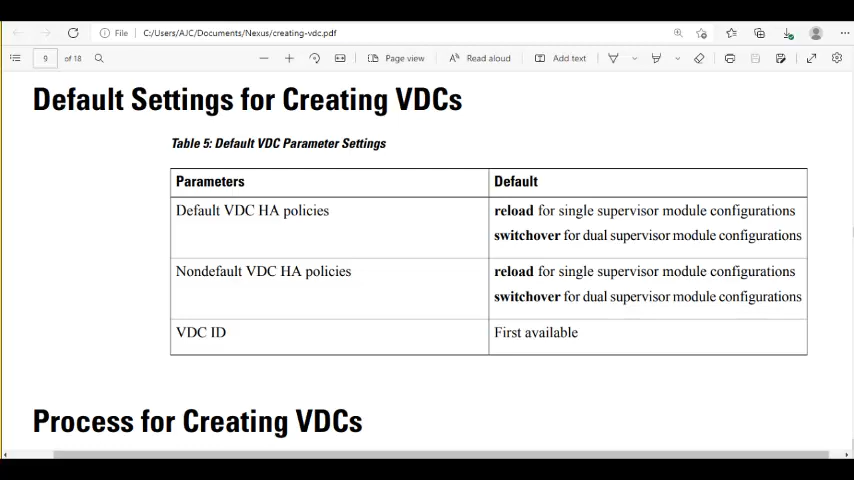 File C:/Users/AJC/Documents/Nexus/creating-vdc.pdf
9 of 18 Page view Read aloud Add text
Default Settings for Creating VDCs
Table 5: Default VDC Parameter Settings
Parameters Default
Default VDC HA policies reload for single supervisor module configurations
switchover for dual supervisor module configurations
Nondefault VDC HA policies reload for single supervisor module configurations
switchover for dual supervisor module configurations
VDC ID First available
Process for Creating VDCs